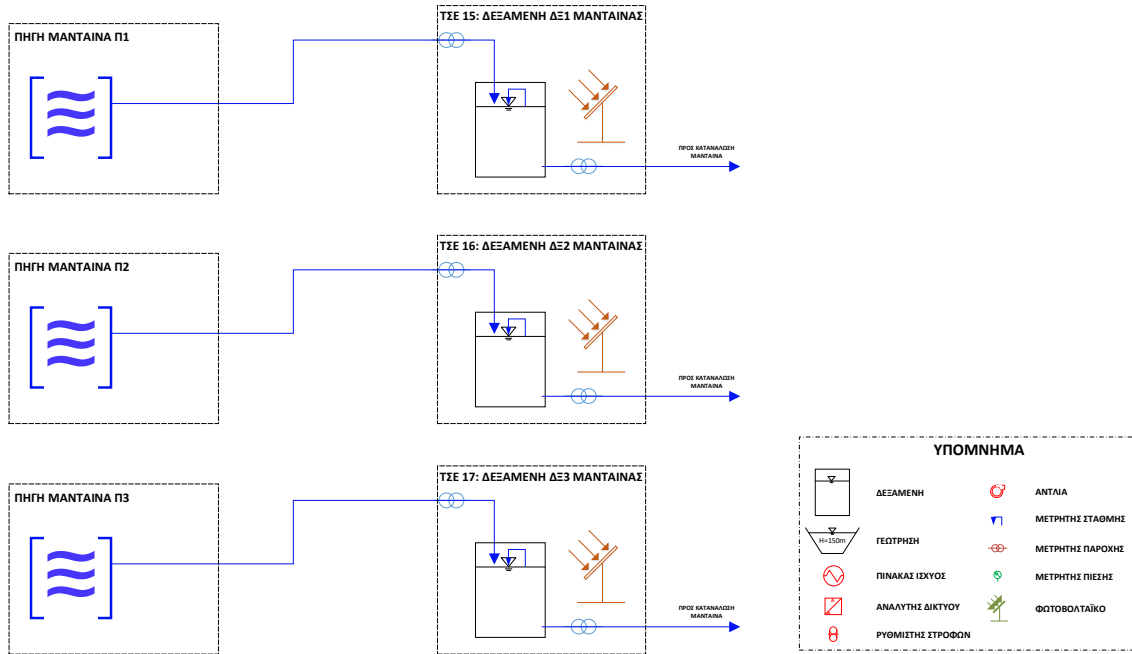 ΠΗΓΗ ΜΑΝΤΑΙΝΑ Π1
ΤΣΕ 15: ΔΕΞΑΜΕΝΗ ΔΞ1 ΜΑΝΤΑΙΝΑΣ
ΠΡΟΣ ΚΑΤΑΝΑΛΩΣΗ
ΜΑΝΤΑΙΝΑ
ΠΗΓΗ ΜΑΝΤΑΙΝΑ Π2
ΤΣΕ 16: ΔΕΞΑΜΕΝΗ ΔΞ2 ΜΑΝΤΑΙΝΑΣ
ΠΡΟΣ ΚΑΤΑΝΑΛΩΣΗ
ΜΑΝΤΑΙΝΑ
ΠΗΓΗ ΜΑΝΤΑΙΝΑ Π3
ΤΣΕ 17: ΔΕΞΑΜΕΝΗ ΔΞ3 ΜΑΝΤΑΙΝΑΣ
ΠΡΟΣ ΚΑΤΑΝΑΛΩΣΗ
ΜΑΝΤΑΙΝΑ
ΥΠΟΜΝΗΜΑ
ΔΕΞΑΜΕΝΗ
H=150m
ΓΕΩΤΡΗΣΗ
ΠΙΝΑΚΑΣ ΙΣΧΥΟΣ
ΑΝΑΛΥΤΗΣ ΔΙΚΤΥΟΥ
ΡΥΘΜΙΣΤΗΣ ΣΤΡΟΦΩΝ
ΑΝΤΛΙΑ
ΜΕΤΡΗΤΗΣ ΣΤΑΘΜΗΣ
ΜΕΤΡΗΤΗΣ ΠΑΡΟΧΗΣ
ΜΕΤΡΗΤΗΣ ΠΙΕΣΗΣ
ΦΩΤΟΒΟΛΤΑΪΚΟ